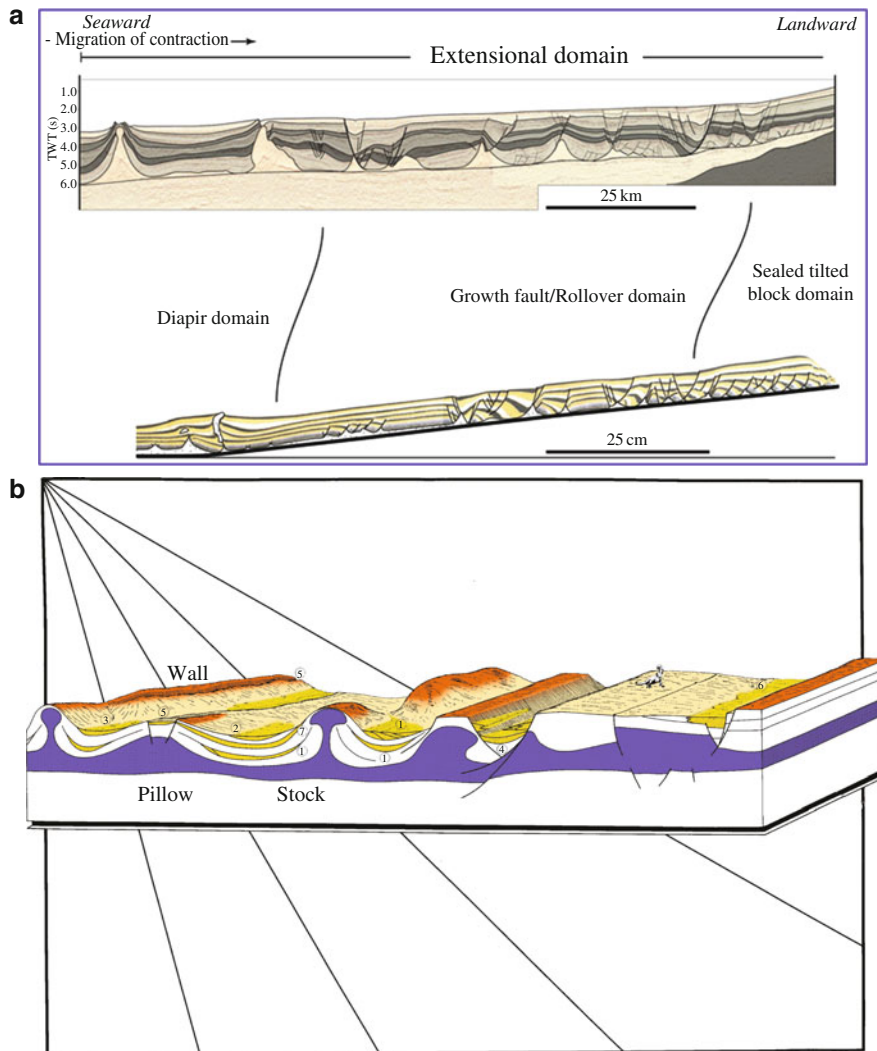 a
Seaward
Landward
- Migration of contraction
Extensional domain
1.0
2.0
3.0
4.0
5.0
6.0
TWT (s)
25 km
Diapir domain
Growth fault/Rollover domain
Sealed tilted
block domain
25 cm
b
Wall
5
6
3
5
2
7
1
1
1
4
Pillow
Stock